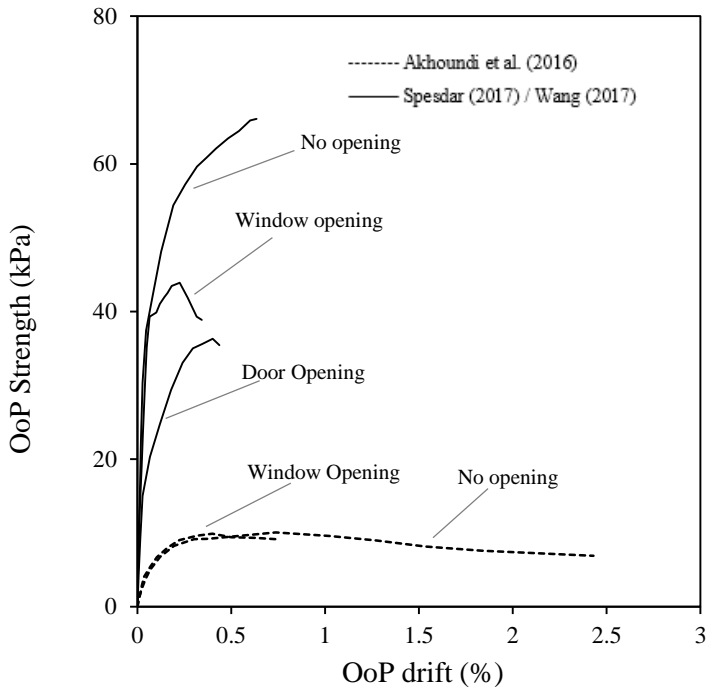 80
Akhoundi et al. (2016)
Spesdar (2017) / Wang (2017)
No opening
60
Window opening
OoP Strength (kPa)
40
Door Opening
20
Window Opening
No opening
0
0 0.5 1 1.5 2 2.5 3
OoP drift (%)